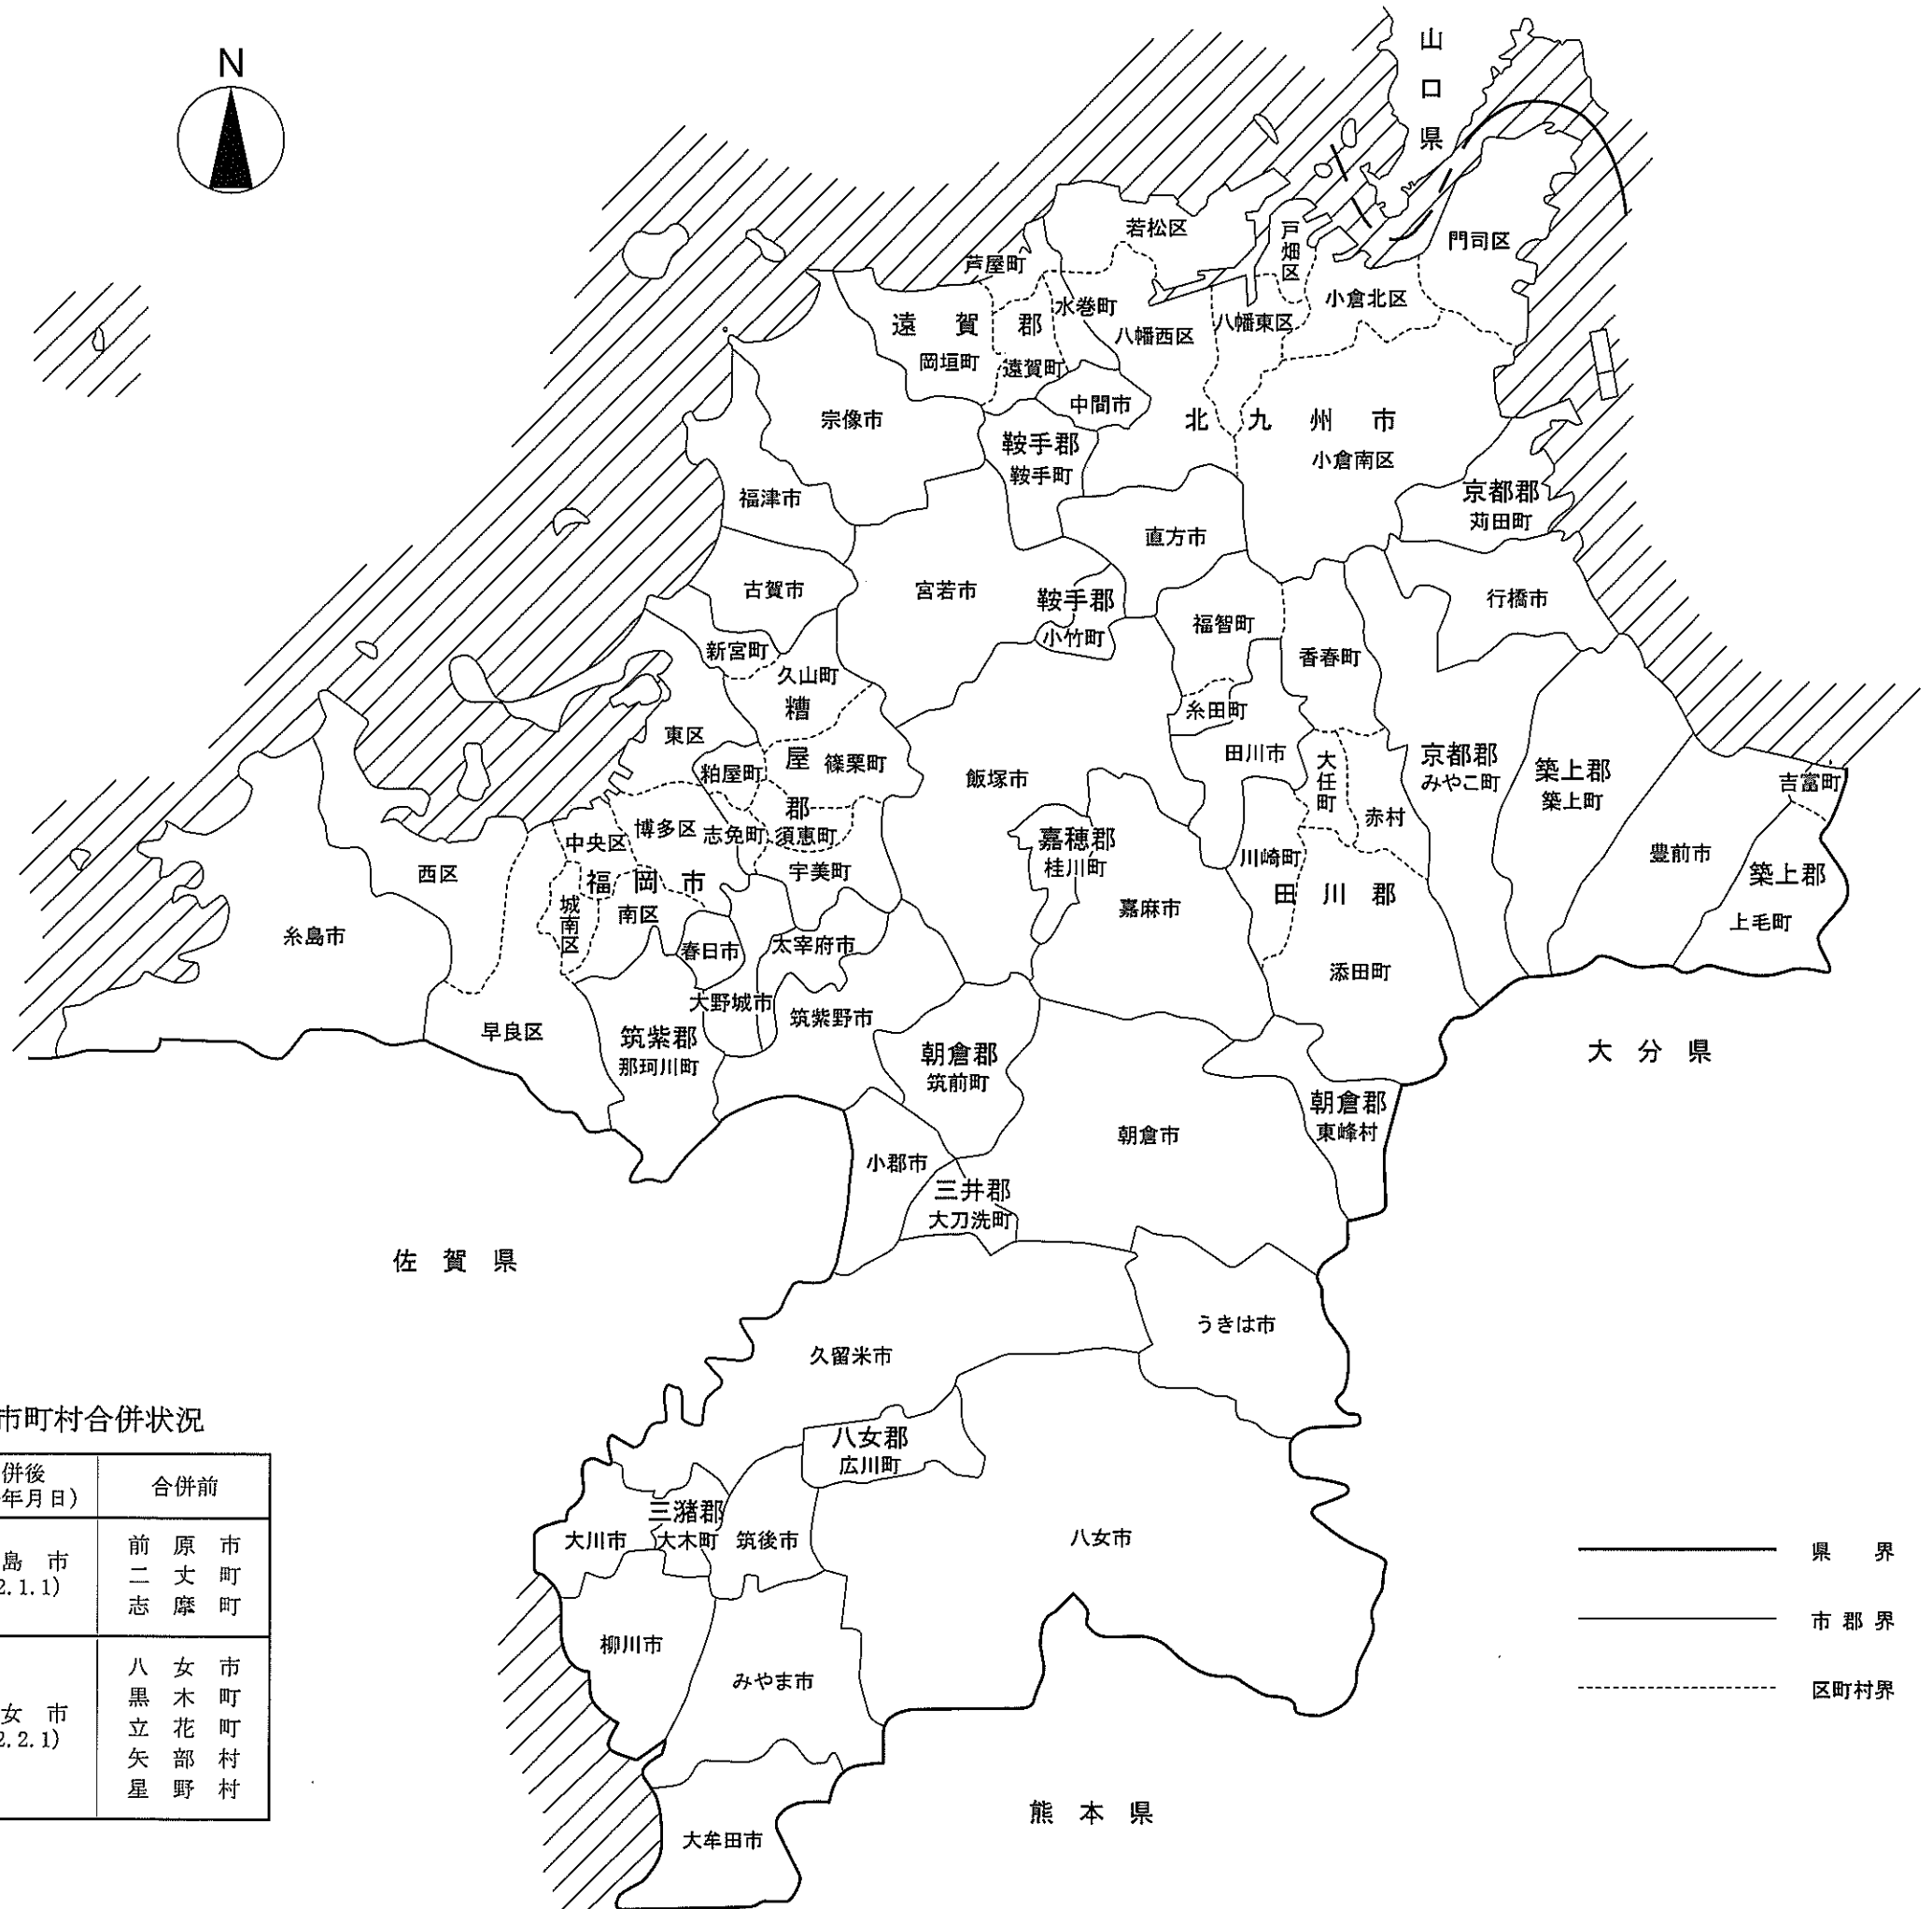 N
山口県
若松区
戸畑区
門司区
芦屋町
水巻町
小倉北区
遠賀郡
八幡東区
八幡西区
岡垣町
遠賀町
中間市
宗像市
北九州市
鞍手郡
鞍手町
小倉南区
福津市
京都郡
苅田町
直方市
古賀市
宮若市
鞍手郡
小竹町
行橋市
福智町
新宮町
香春町
久山町
糟屋郡
糸田町
東区
田川市
粕屋町
篠栗町
飯塚市
大任町
京都郡
みやこ町
築上郡
築上町
吉富町
中央区
博多区
志免町
須恵町
嘉穂郡
桂川町
赤村
川崎町
豊前市
西区
宇美町
福岡市
築上郡
上毛町
城南区
南区
田川郡
嘉麻市
糸島市
春日市
太宰府市
添田町
大野城市
筑紫野市
早良区
筑紫郡
那珂川町
朝倉郡
筑前町
大分県
朝倉郡
東峰村
朝倉市
小郡市
三井郡
大刀洗町
佐賀県
うきは市
久留米市
八女郡
広川町
三潴郡
大木町
大川市
筑後市
八女市
柳川市
みやま市
大牟田市
熊本県
市町村合併状況
併後
年月日)
合併前
島市
2.1.1)
前原市
二丈町
志摩町
女市
2.2.1)
八女市
黒木町
立花町
矢部村
星野村
県界
市郡界
区町村界